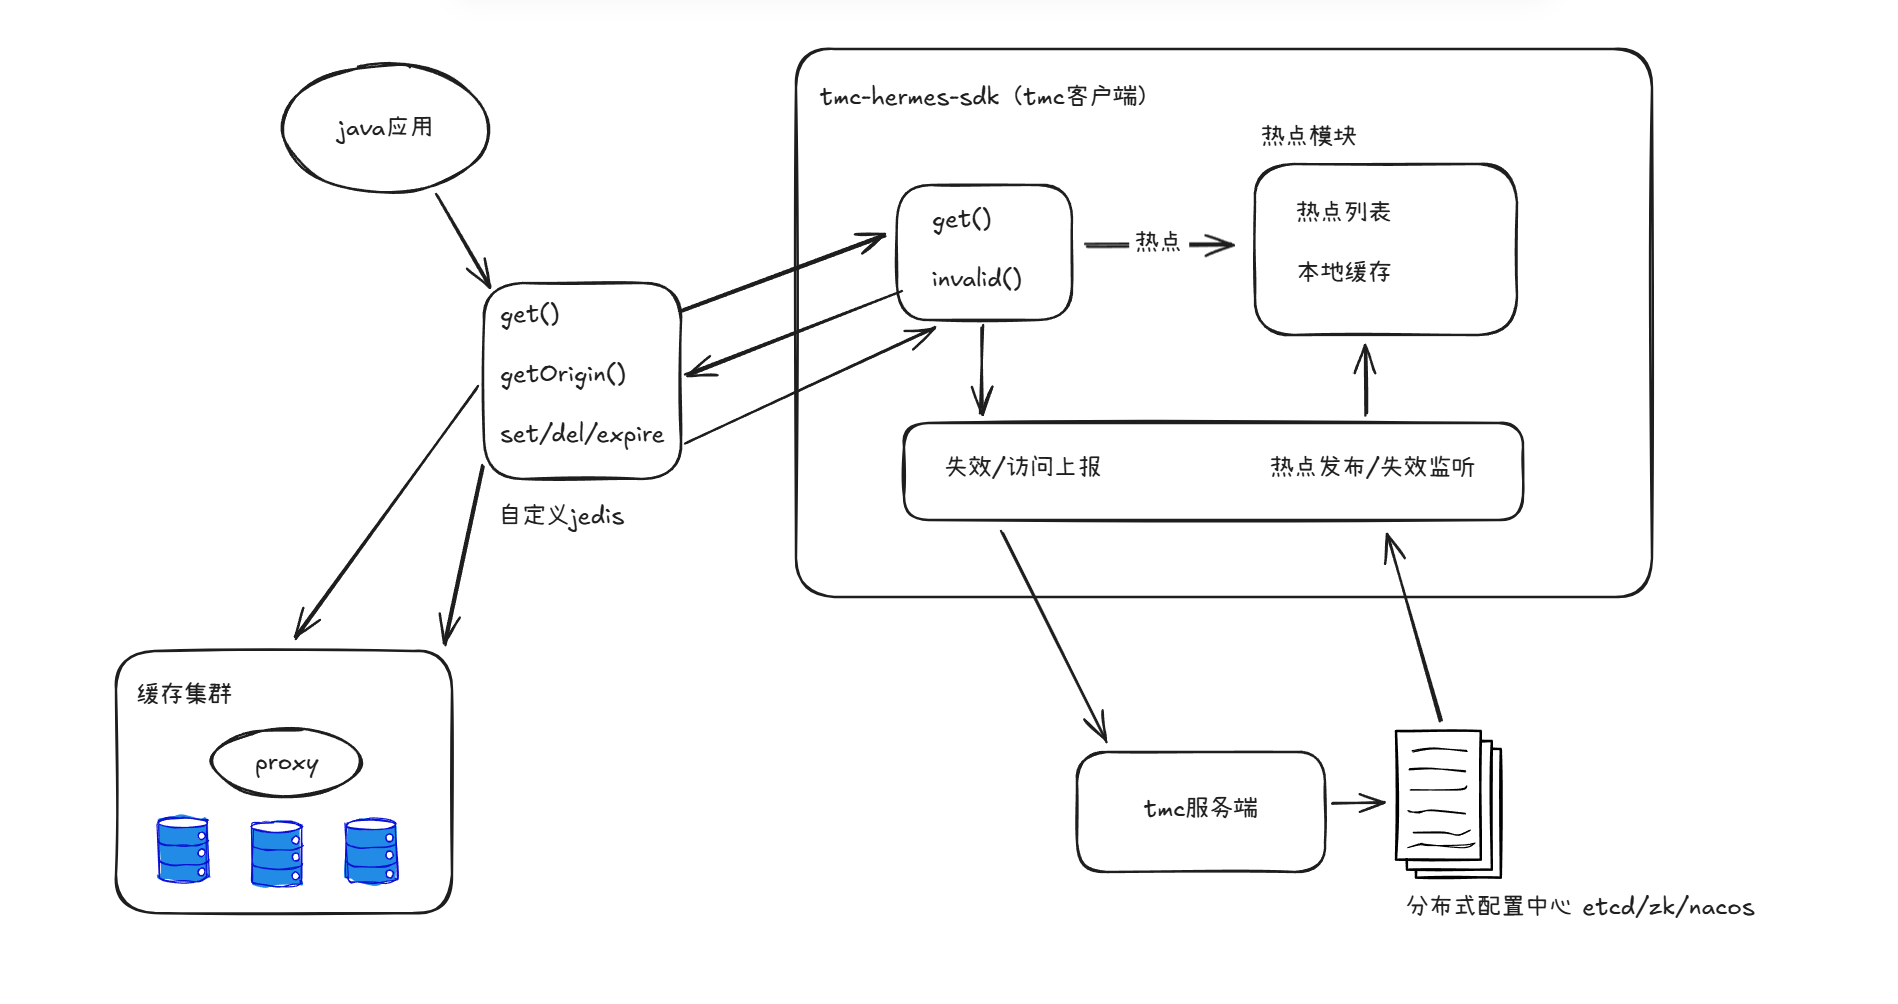 java应用
get()
getOrigin()
set/del/expire
自定义jedis
缓存集群
proxy
tmc-hermes-sdk（tmc客户端）
get()
invalid()
热点
热点模块
热点列表
本地缓存
失效/访问上报
热点发布/失效监听
tmc服务端
分布式配置中心 etcd/zk/nacos